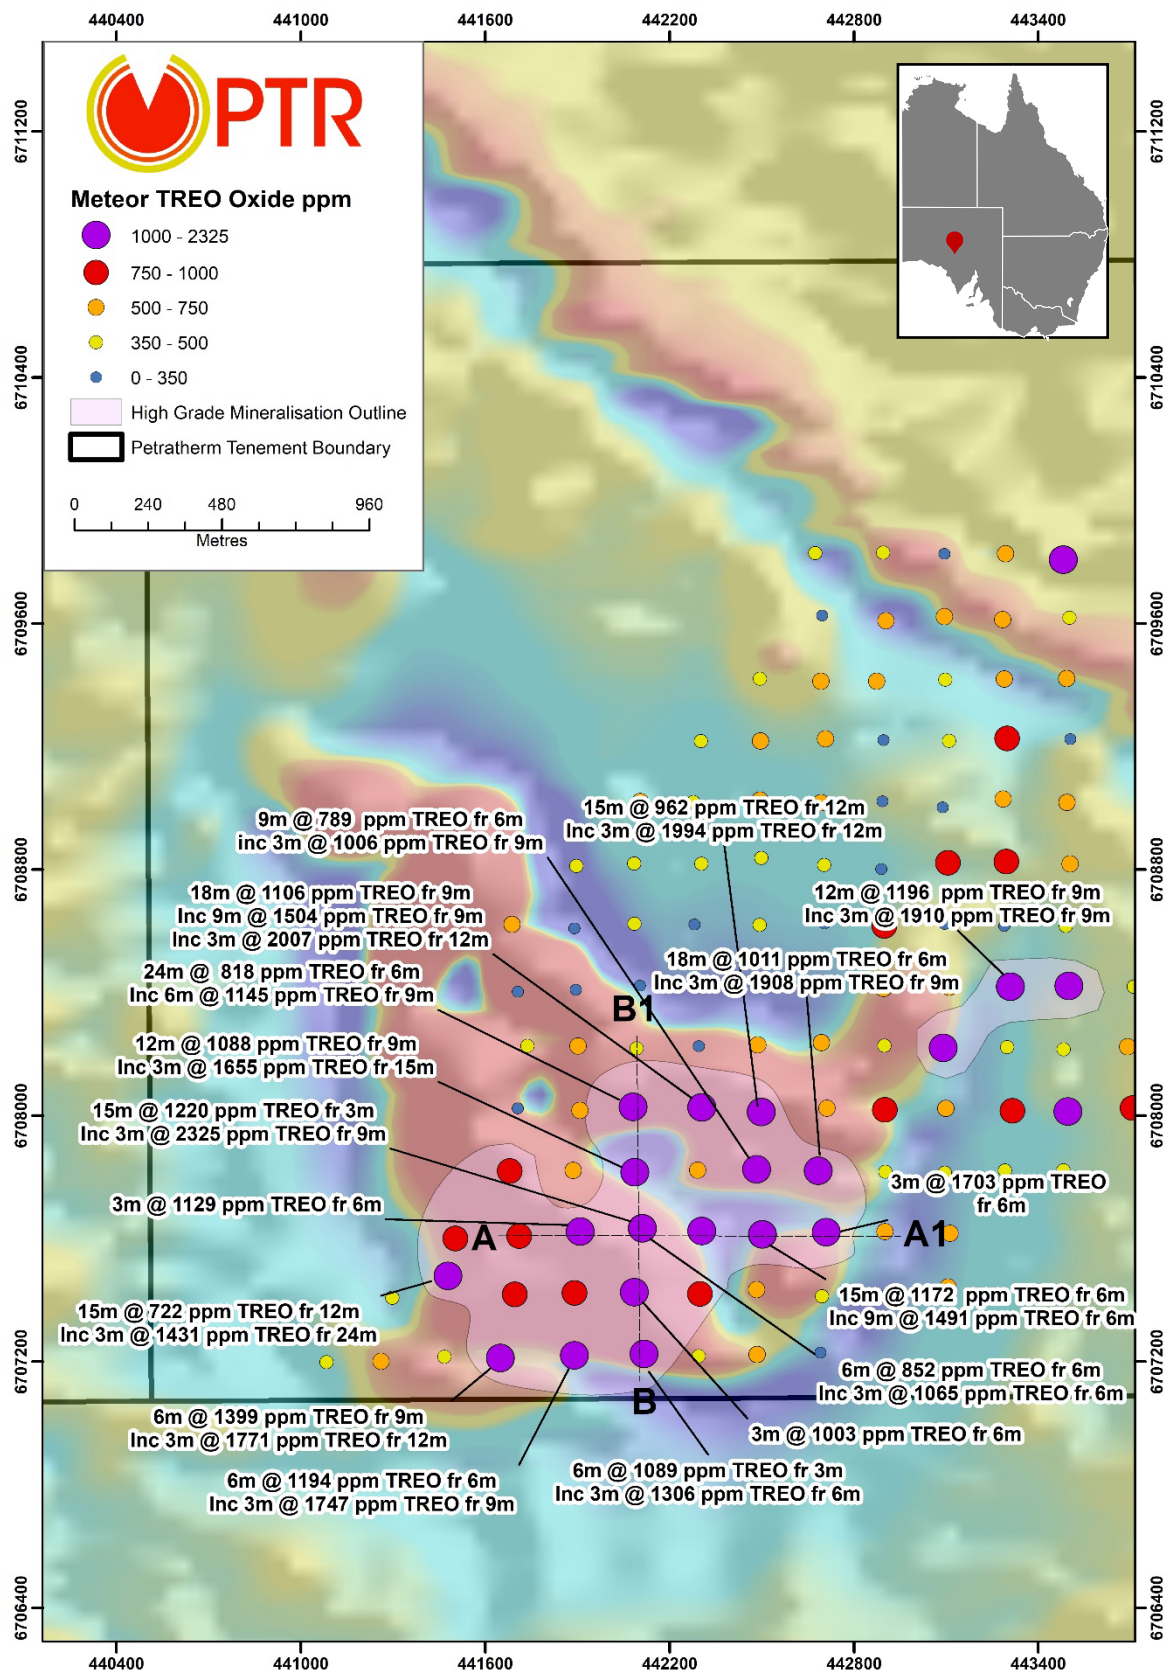 440400 441000 441600 442200 442800 443400
6711200
6710400
6709600
6708800
6708000
6707200
6706400
PTR
Meteor TREO Oxide ppm
1000 - 2325
750 - 1000
500 - 750
350 - 500
0 - 350
High Grade Mineralisation Outline
Petratherm Tenement Boundary
0 240 480 960
Metres
6711200
6710400
6709600
6708800
6708000
6707200
6706400
15m @ 962 ppm TREO fr 12m
Inc 3m @ 1994 ppm TREO fr 12m
9m @ 789 ppm TREO fr 6m
inc 3m @ 1006 ppm TREO fr 9m
18m @ 1106 ppm TREO fr 9m
Inc 9m @ 1504 ppm TREO fr 9m
Inc 3m @ 2007 ppm TREO fr 12m
12m @ 1196 ppm TREO fr 9m
Inc 3m @ 1910 ppm TREO fr 9m
24m @ 818 ppm TREO fr 6m
Inc 6m @ 1145 ppm TREO fr 9m
18m @ 1011 ppm TREO fr 6m
Inc 3m @ 1908 ppm TREO fr 9m
B1
12m @ 1088 ppm TREO fr 9m
Inc 3m @ 1655 ppm TREO fr 15m
15m @ 1220 ppm TREO fr 3m
Inc 3m @ 2325 ppm TREO fr 9m
3m @ 1703 ppm TREO
fr 6m
3m @ 1129 ppm TREO fr 6m
A
A1
15m @ 722 ppm TREO fr 12m
Inc 3m @ 1431 ppm TREO fr 24m
15m @ 1172 ppm TREO fr 6m
Inc 9m @ 1491 ppm TREO fr 6m
6m @ 852 ppm TREO fr 6m
Inc 3m @ 1065 ppm TREO fr 6m
B
6m @ 1399 ppm TREO fr 9m
Inc 3m @ 1771 ppm TREO fr 12m
3m @ 1003 ppm TREO fr 6m
6m @ 1194 ppm TREO fr 6m
Inc 3m @ 1747 ppm TREO fr 9m
6m @ 1089 ppm TREO fr 3m
Inc 3m @ 1306 ppm TREO fr 6m
440400 441000 441600 442200 442800 443400